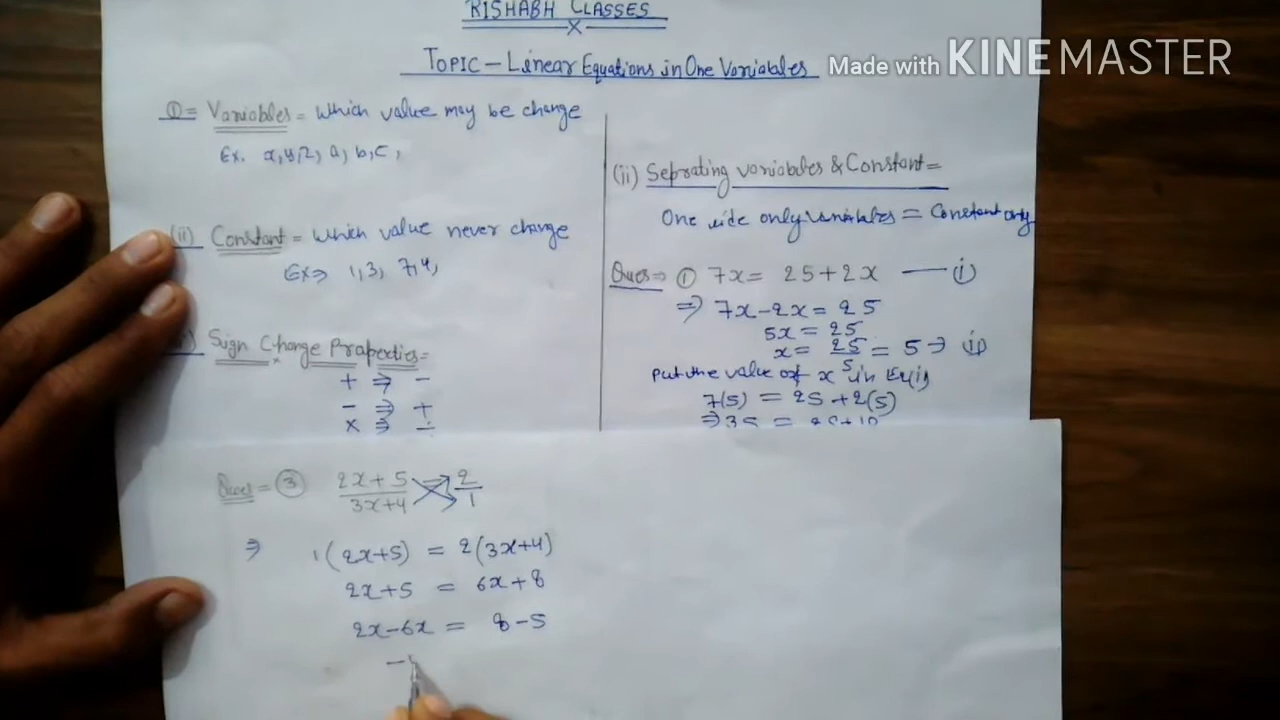 RISHABH CLASSES
TOPIC - Linear Equations in One Variables
Made with KINEMASTER
① = Variables = Which value may be change
Ex. x, y, z, a, b, c,
(ii) Constant = Which value never change
Ex ⇒ 1, 3, 7, 4,
Sign Change Properties =
+ ⇒ -
- ⇒ +
× ⇒ ÷
(ii) Seprating variables & Constant =
One side only variables = Constant only
Ques ⇒ ① 7x = 25 + 2x — (i)
⇒ 7x - 2x = 25
5x = 25
x = 25/5 = 5 ⇒ (ii)
Put the value of x in Eq(i)
7(5) = 25 + 2(5)
⇒ 35 = 25 + 10
Ques = ③ (2x + 5)/(3x + 4) = 2/1
⇒ 1(2x + 5) = 2(3x + 4)
2x + 5 = 6x + 8
2x - 6x = 8 - 5
-